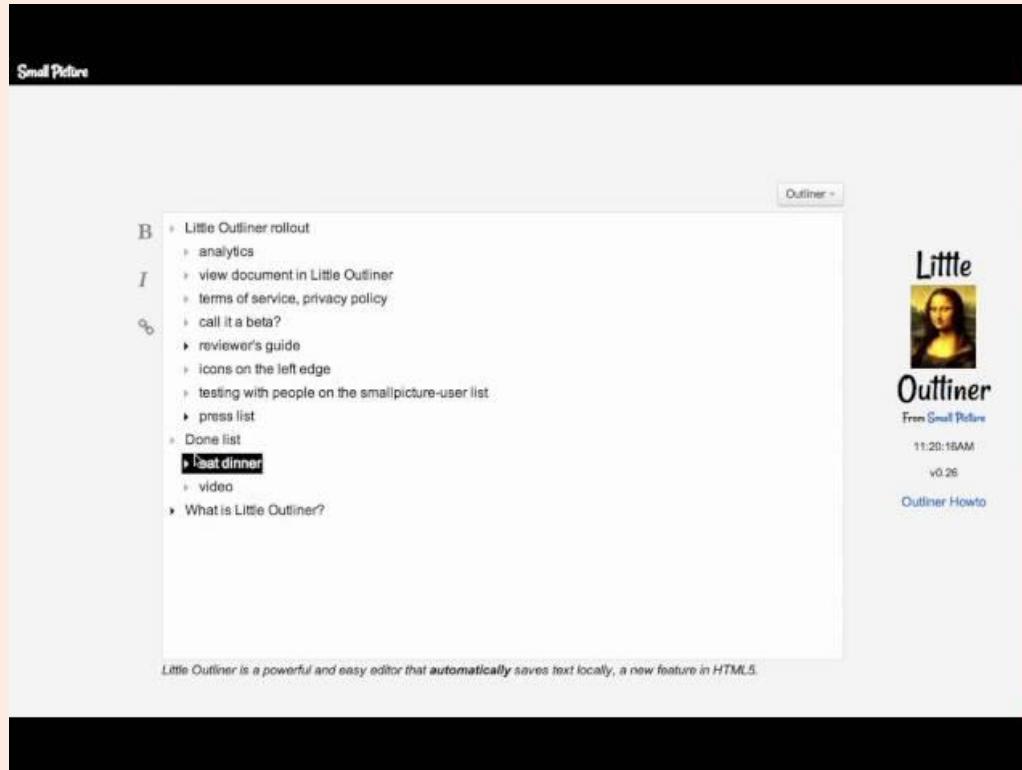 Small Picture
Outliner
B
Little Outliner rollout
analytics
I
view document in Little Outliner
terms of service, privacy policy
call it a beta?
reviewer's guide
icons on the left edge
testing with people on the smallpicture-user list
press list
Done list
eat dinner
video
What is Little Outliner?
Little
Outliner
From Small Picture
11:20:16AM
v0.26
Outliner Howto
Little Outliner is a powerful and easy editor that automatically saves text locally, a new feature in HTML5.